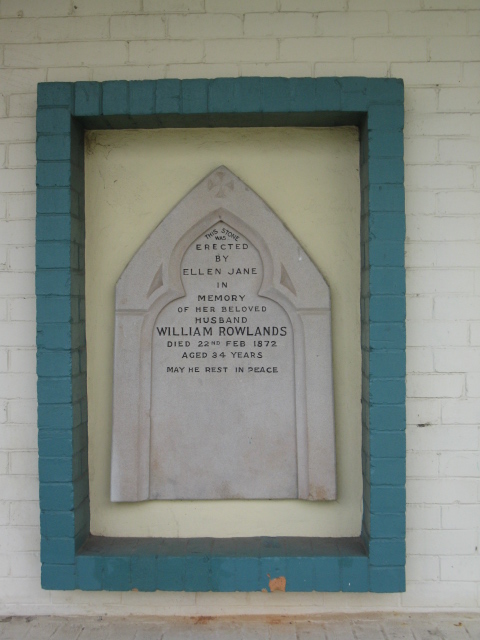 THIS STONE
WAS
ERECTED
BY
ELLEN JANE
IN
MEMORY
OF HER BELOVED
HUSBAND
WILLIAM ROWLANDS
DIED 22ND FEB 1872
AGED 34 YEARS
MAY HE REST IN PEACE